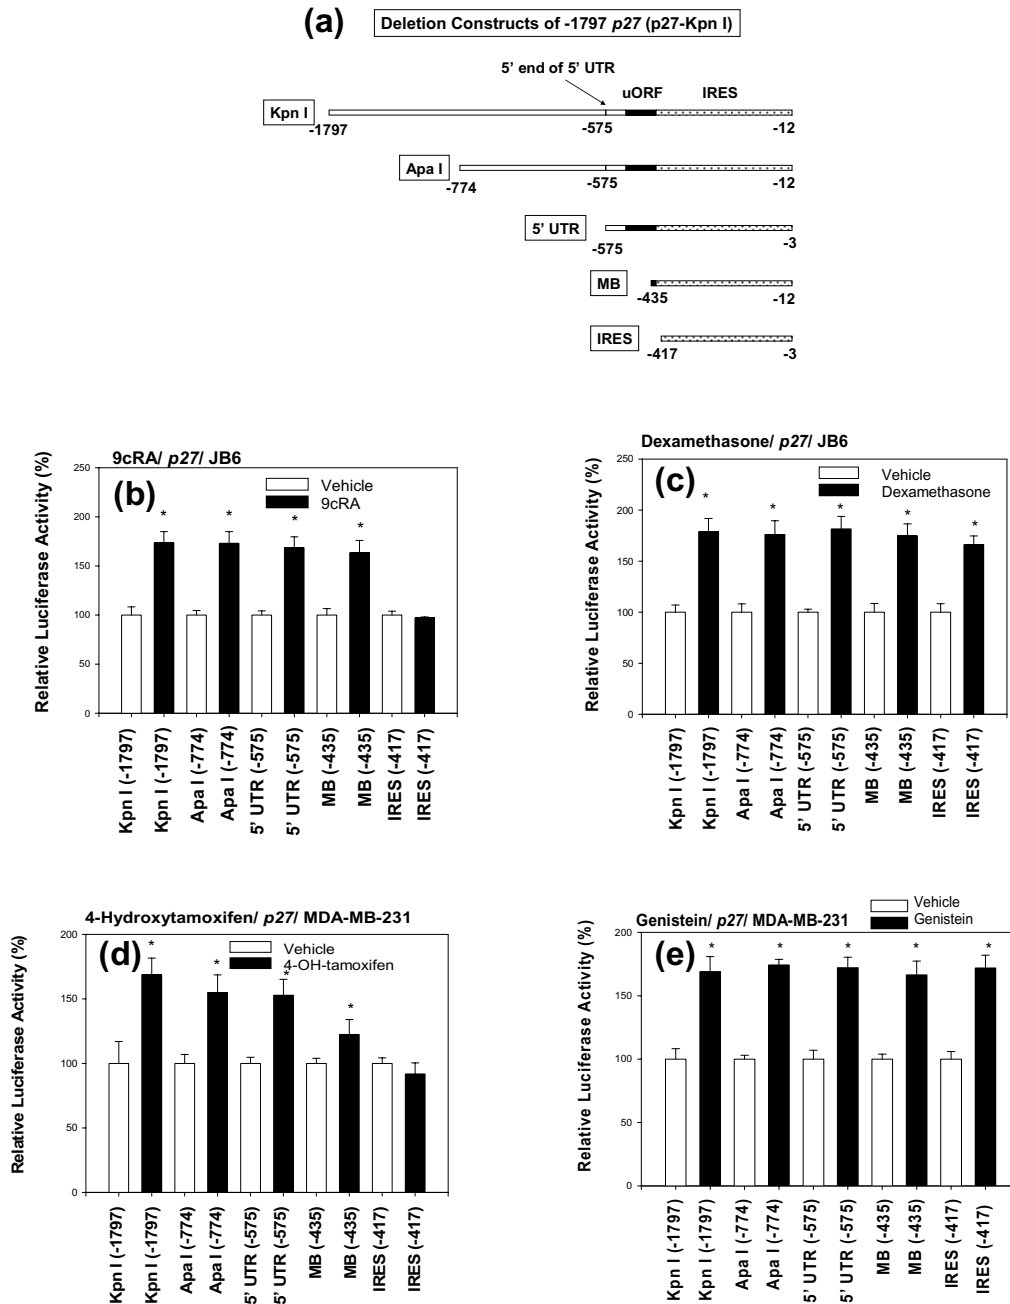 (a) Deletion Constructs of -1797 p27 (p27-Kpn I)
5' end of 5' UTR
uORF IRES
Kpn I
-1797 -575 -12
Apa I
-774 -575 -12
5' UTR
-575 -3
MB
-435 -12
IRES
-417 -3
9cRA/ p27/ JB6
(b)
Vehicle
9cRA
Relative Luciferase Activity (%)
250
200
150
100
50
0
* * * *
Kpn I (-1797)
Kpn I (-1797)
Apa I (-774)
Apa I (-774)
5' UTR (-575)
5' UTR (-575)
MB (-435)
MB (-435)
IRES (-417)
IRES (-417)
Dexamethasone/ p27/ JB6
(c)
Vehicle
Dexamethasone
Relative Luciferase Activity (%)
250
200
150
100
50
0
* * * * *
Kpn I (-1797)
Kpn I (-1797)
Apa I (-774)
Apa I (-774)
5' UTR (-575)
5' UTR (-575)
MB (-435)
MB (-435)
IRES (-417)
IRES (-417)
4-Hydroxytamoxifen/ p27/ MDA-MB-231
(d)
Vehicle
4-OH-tamoxifen
Relative Luciferase Activity (%)
200
150
100
50
0
* * * *
Kpn I (-1797)
Kpn I (-1797)
Apa I (-774)
Apa I (-774)
5' UTR (-575)
5' UTR (-575)
MB (-435)
MB (-435)
IRES (-417)
IRES (-417)
Genistein/ p27/ MDA-MB-231
(e)
Vehicle
Genistein
Relative Luciferase Activity (%)
200
150
100
50
0
* * * * *
Kpn I (-1797)
Kpn I (-1797)
Apa I (-774)
Apa I (-774)
5' UTR (-575)
5' UTR (-575)
MB (-435)
MB (-435)
IRES (-417)
IRES (-417)